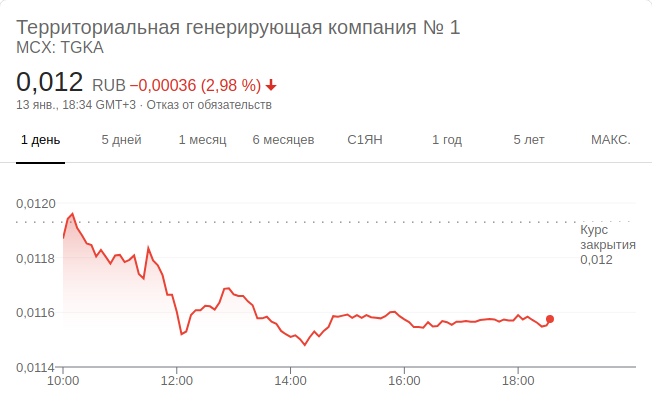 Территориальная генерирующая компания № 1
MCX: TGKA
0,012 RUB −0,00036 (2,98 %)
13 янв., 18:34 GMT+3 · Отказ от обязательств
1 день 5 дней 1 месяц 6 месяцев С1ЯН 1 год 5 лет МАКС.
0,0120
Курс
закрытия
0,012
0,0118
0,0116
0,0114
10:00 12:00 14:00 16:00 18:00